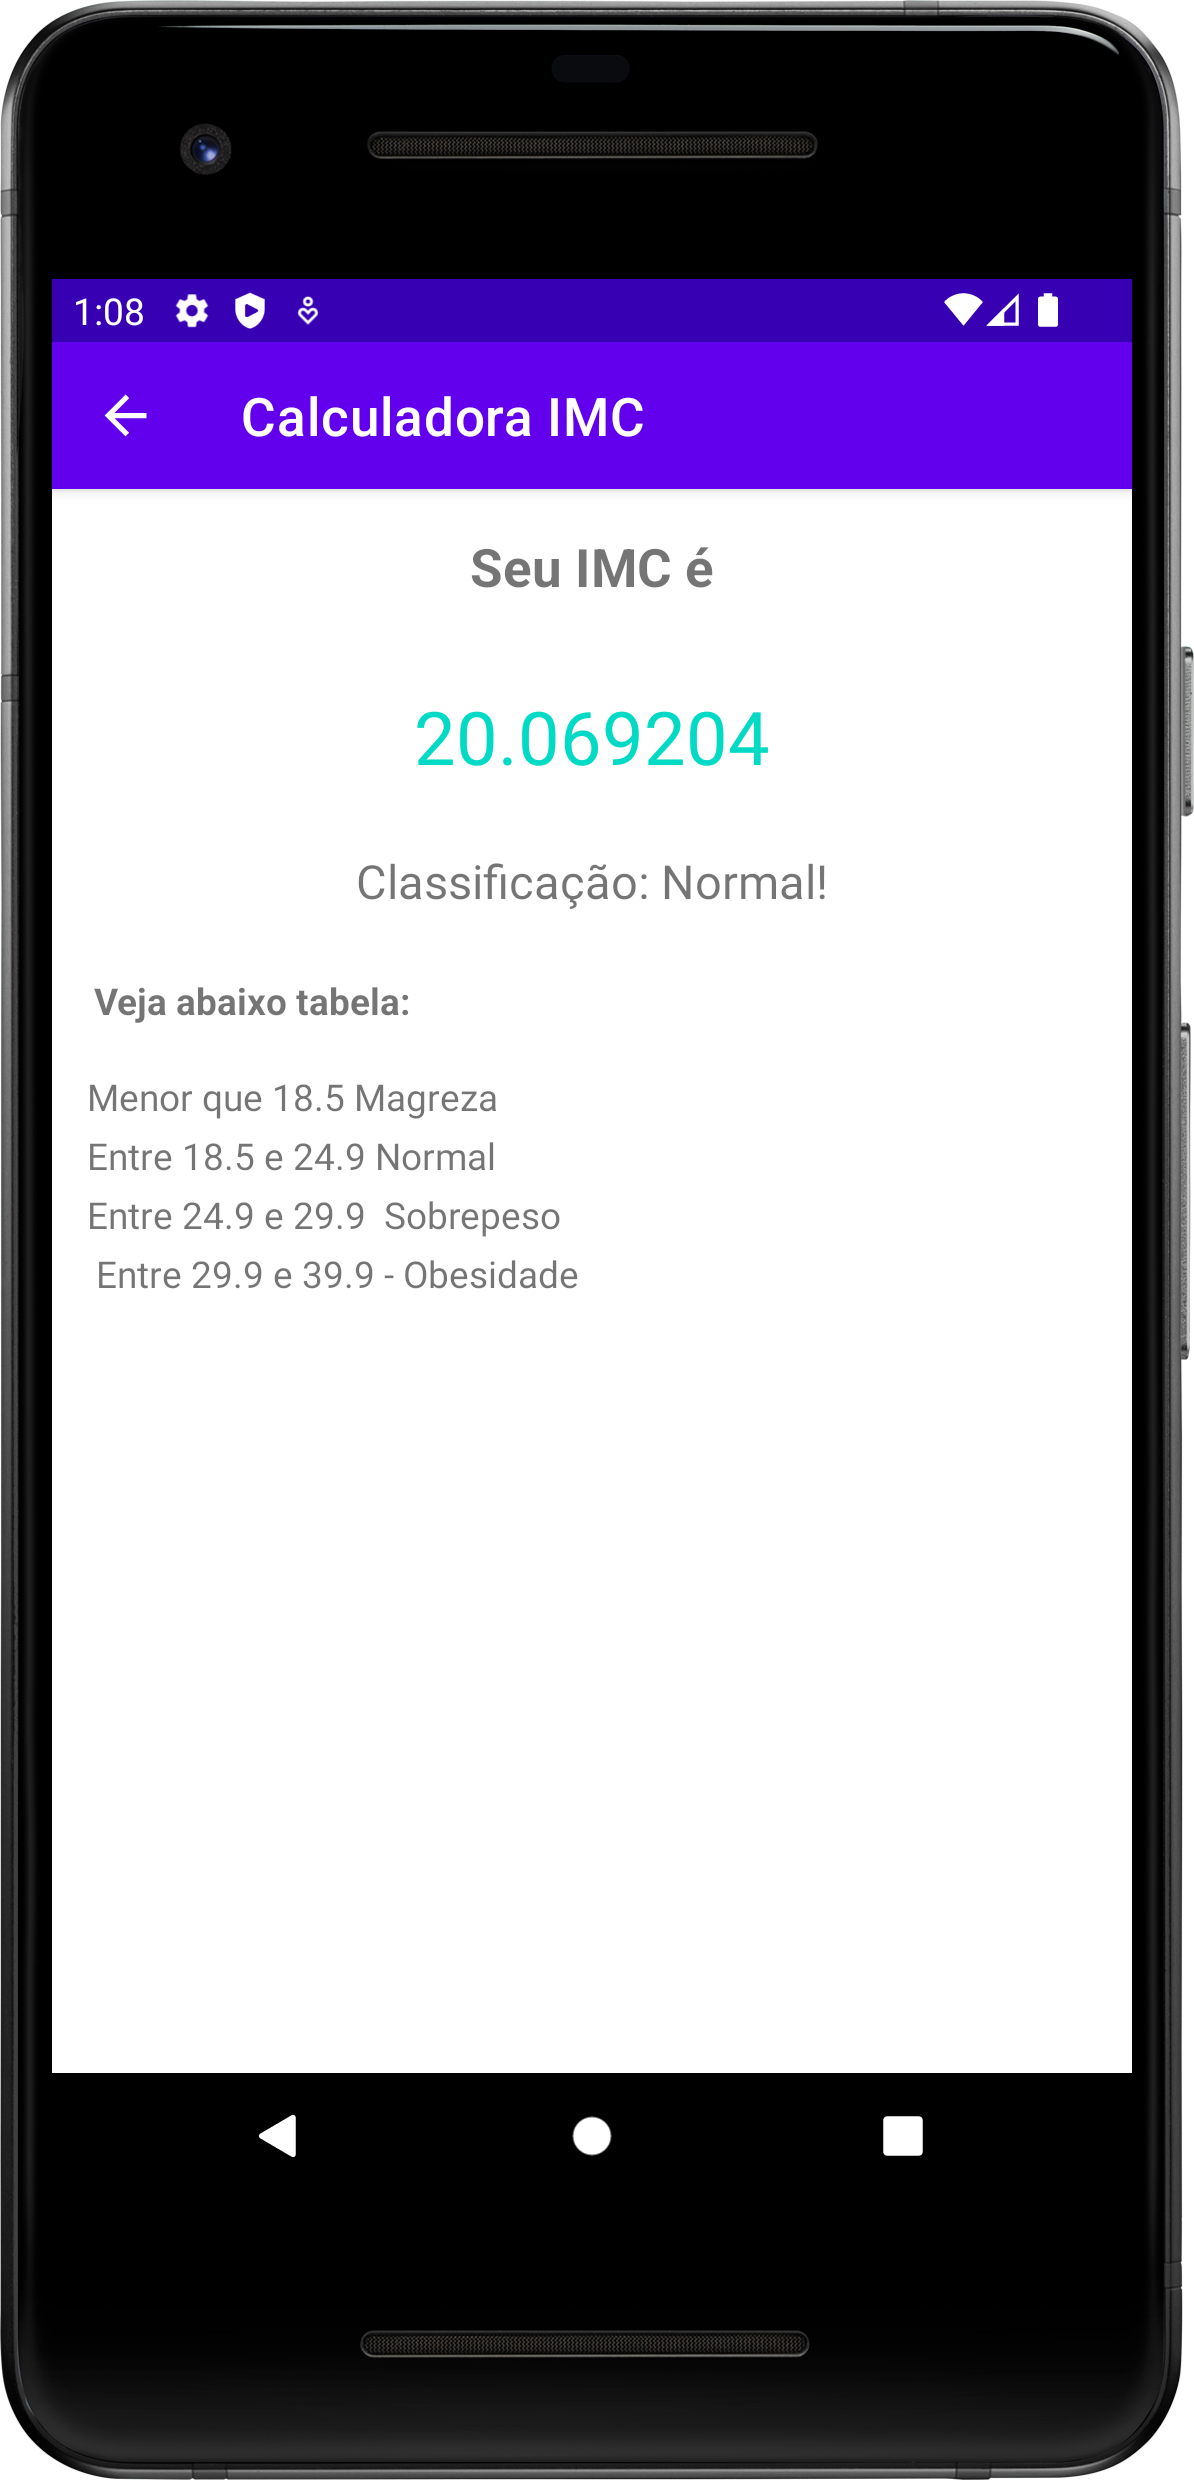 1:08
Calculadora IMC
Seu IMC é
20.069204
Classificação: Normal!
Veja abaixo tabela:
Menor que 18.5 Magreza
Entre 18.5 e 24.9 Normal
Entre 24.9 e 29.9  Sobrepeso
Entre 29.9 e 39.9 - Obesidade